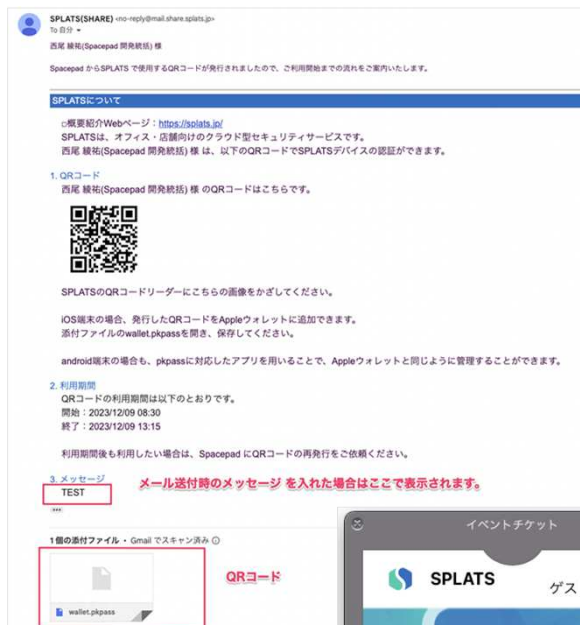 SPLATS(SHARE) <no-reply@mail.share.splats.jp>
To 自分
西尾 綾祐(Spacepad 開発統括) 様
Spacepad からSPLATS で使用するQRコードが発行されましたので、ご利用開始までの流れをご案内いたします。
SPLATSについて
○概要紹介Webページ：https://splats.jp/
SPLATSは、オフィス・店舗向けのクラウド型セキュリティサービスです。
西尾 綾祐(Spacepad 開発統括) 様 は、以下のQRコードでSPLATSデバイスの認証ができます。
1. QRコード
西尾 綾祐(Spacepad 開発統括) 様 のQRコードはこちらです。
SPLATSのQRコードリーダーにこちらの画像をかざしてください。
iOS端末の場合、発行したQRコードをAppleウォレットに追加できます。
添付ファイルのwallet.pkpassを開き、保存してください。
android端末の場合も、pkpassに対応したアプリを用いることで、Appleウォレットと同じように管理することができます。
2. 利用期間
QRコードの利用期間は以下のとおりです。
開始：2023/12/09 08:30
終了：2023/12/09 13:15
利用期間後も利用したい場合は、Spacepad にQRコードの再発行をご依頼ください。
3. メッセージ
TEST
メール送付時のメッセージ を入れた場合はここで表示されます。
1 個の添付ファイル • Gmail でスキャン済み
QRコード
wallet.pkpass
イベントチケット
SPLATS
ゲス